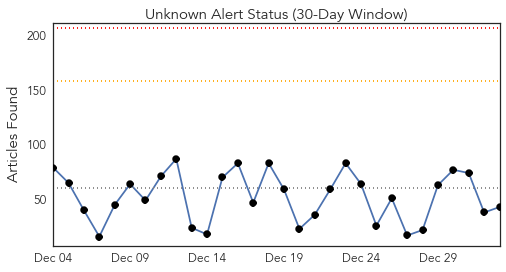 Unknown Alert Status (30-Day Window)
Articles Found
200
150
100
50
Dec 04 Dec 09 Dec 14 Dec 19 Dec 24 Dec 29